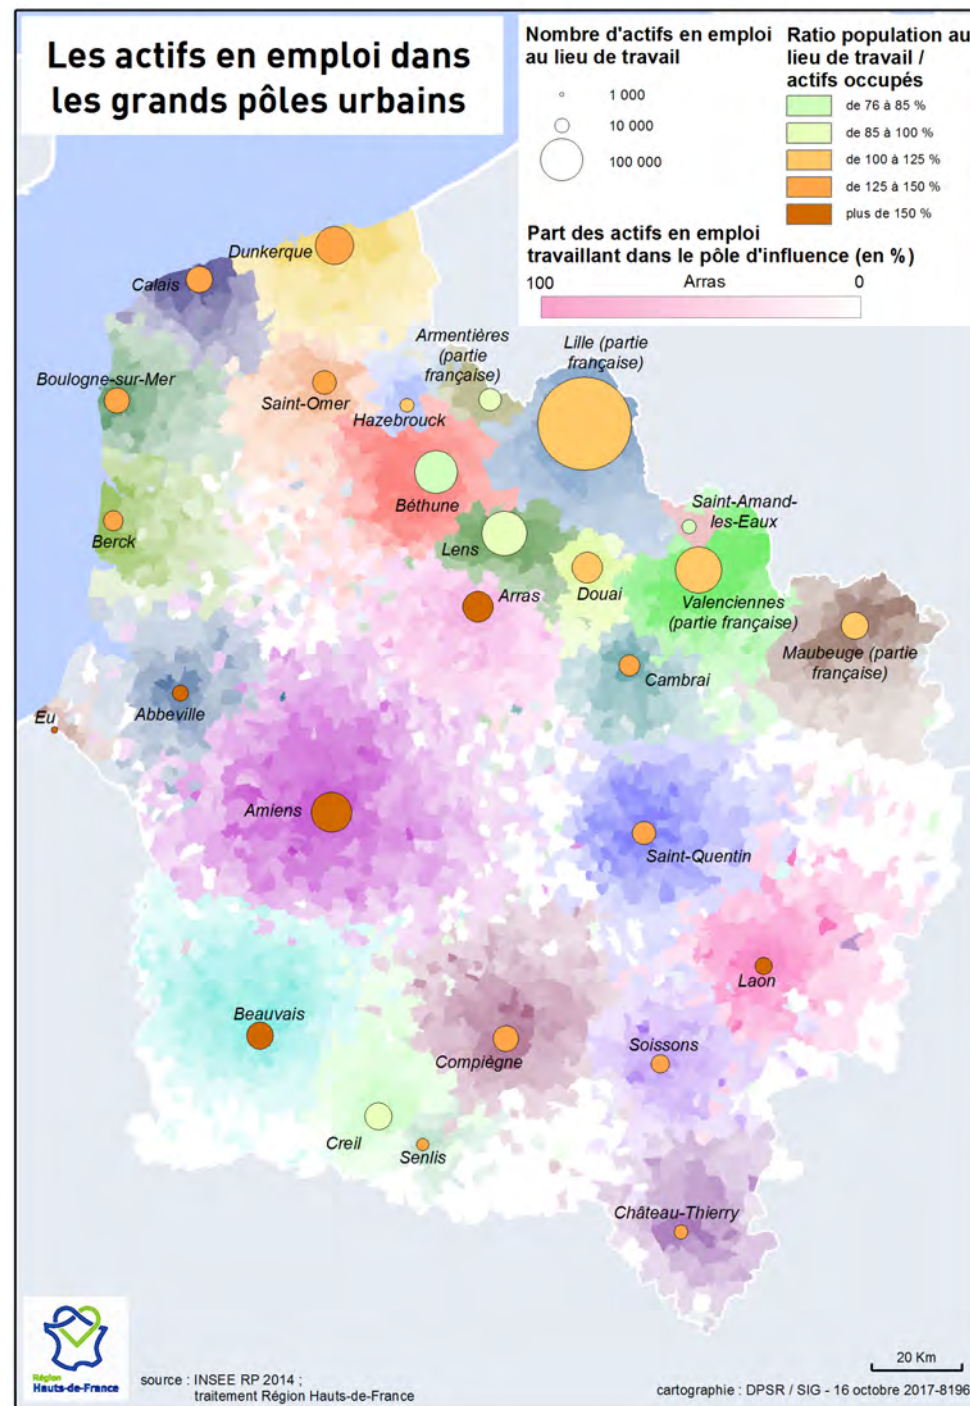 Les actifs en emploi dans
les grands pôles urbains
Nombre d'actifs en emploi
au lieu de travail
1 000
10 000
100 000
Ratio population au
lieu de travail /
actifs occupés
de 76 à 85 %
de 85 à 100 %
de 100 à 125 %
de 125 à 150 %
plus de 150 %
Part des actifs en emploi
travaillant dans le pôle d'influence (en %)
100
Arras
0
Dunkerque
Calais
Armentières
(partie
française)
Lille (partie
française)
Boulogne-sur-Mer
Saint-Omer
Hazebrouck
Béthune
Saint-Amand-
les-Eaux
Berck
Lens
Douai
Arras
Valenciennes
(partie française)
Maubeuge (partie
française)
Cambrai
Abbeville
Eu
Amiens
Saint-Quentin
Laon
Beauvais
Compiègne
Soissons
Creil
Senlis
Château-Thierry
Région
Hauts-de-France
source : INSEE RP 2014 ;
traitement Région Hauts-de-France
20 Km
cartographie : DPSR / SIG - 16 octobre 2017-8196